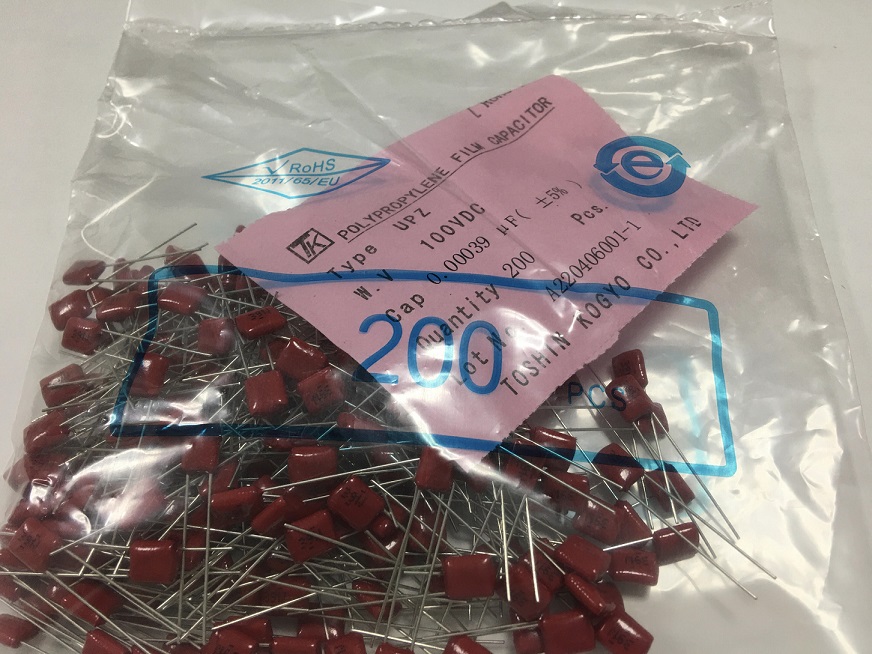 RoHS
2011/65/EU
e
TK
POLYPROPYLENE FILM CAPACITOR
Type UPZ
W.V 100VDC
Cap 0.00039 μF( ±5% )
Quantity 200 Pcs.
Lot No. A220406001-1
TOSHIN KOGYO CO.,LTD
200
PCS